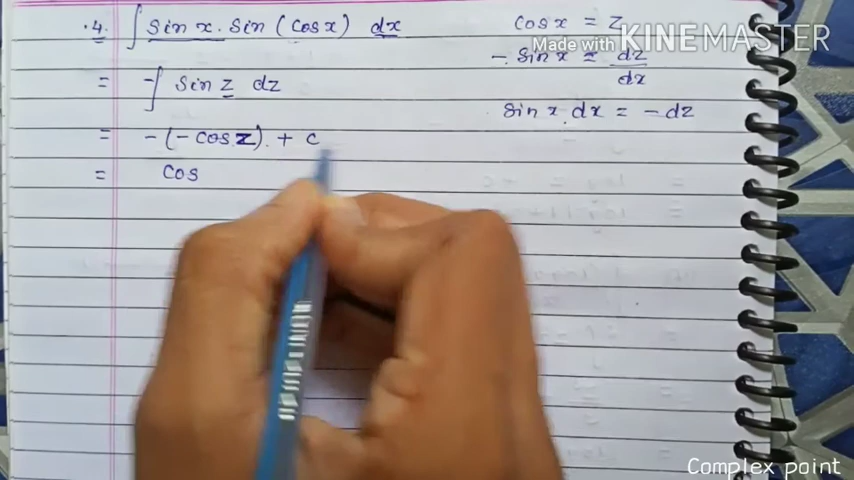 .4. ∫ sin x. sin (cos x) dx
cos x = z
Made with KINEMASTER
- sin x = dz/dx
= -∫ sin z dz
sin x. dx = - dz
= - (- cos z) + c
= cos
Complex point